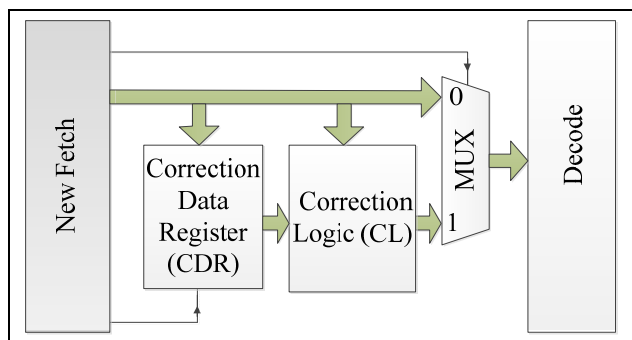 New Fetch
Correction
Data
Register
(CDR)
Correction
Logic (CL)
0
MUX
1
Decode